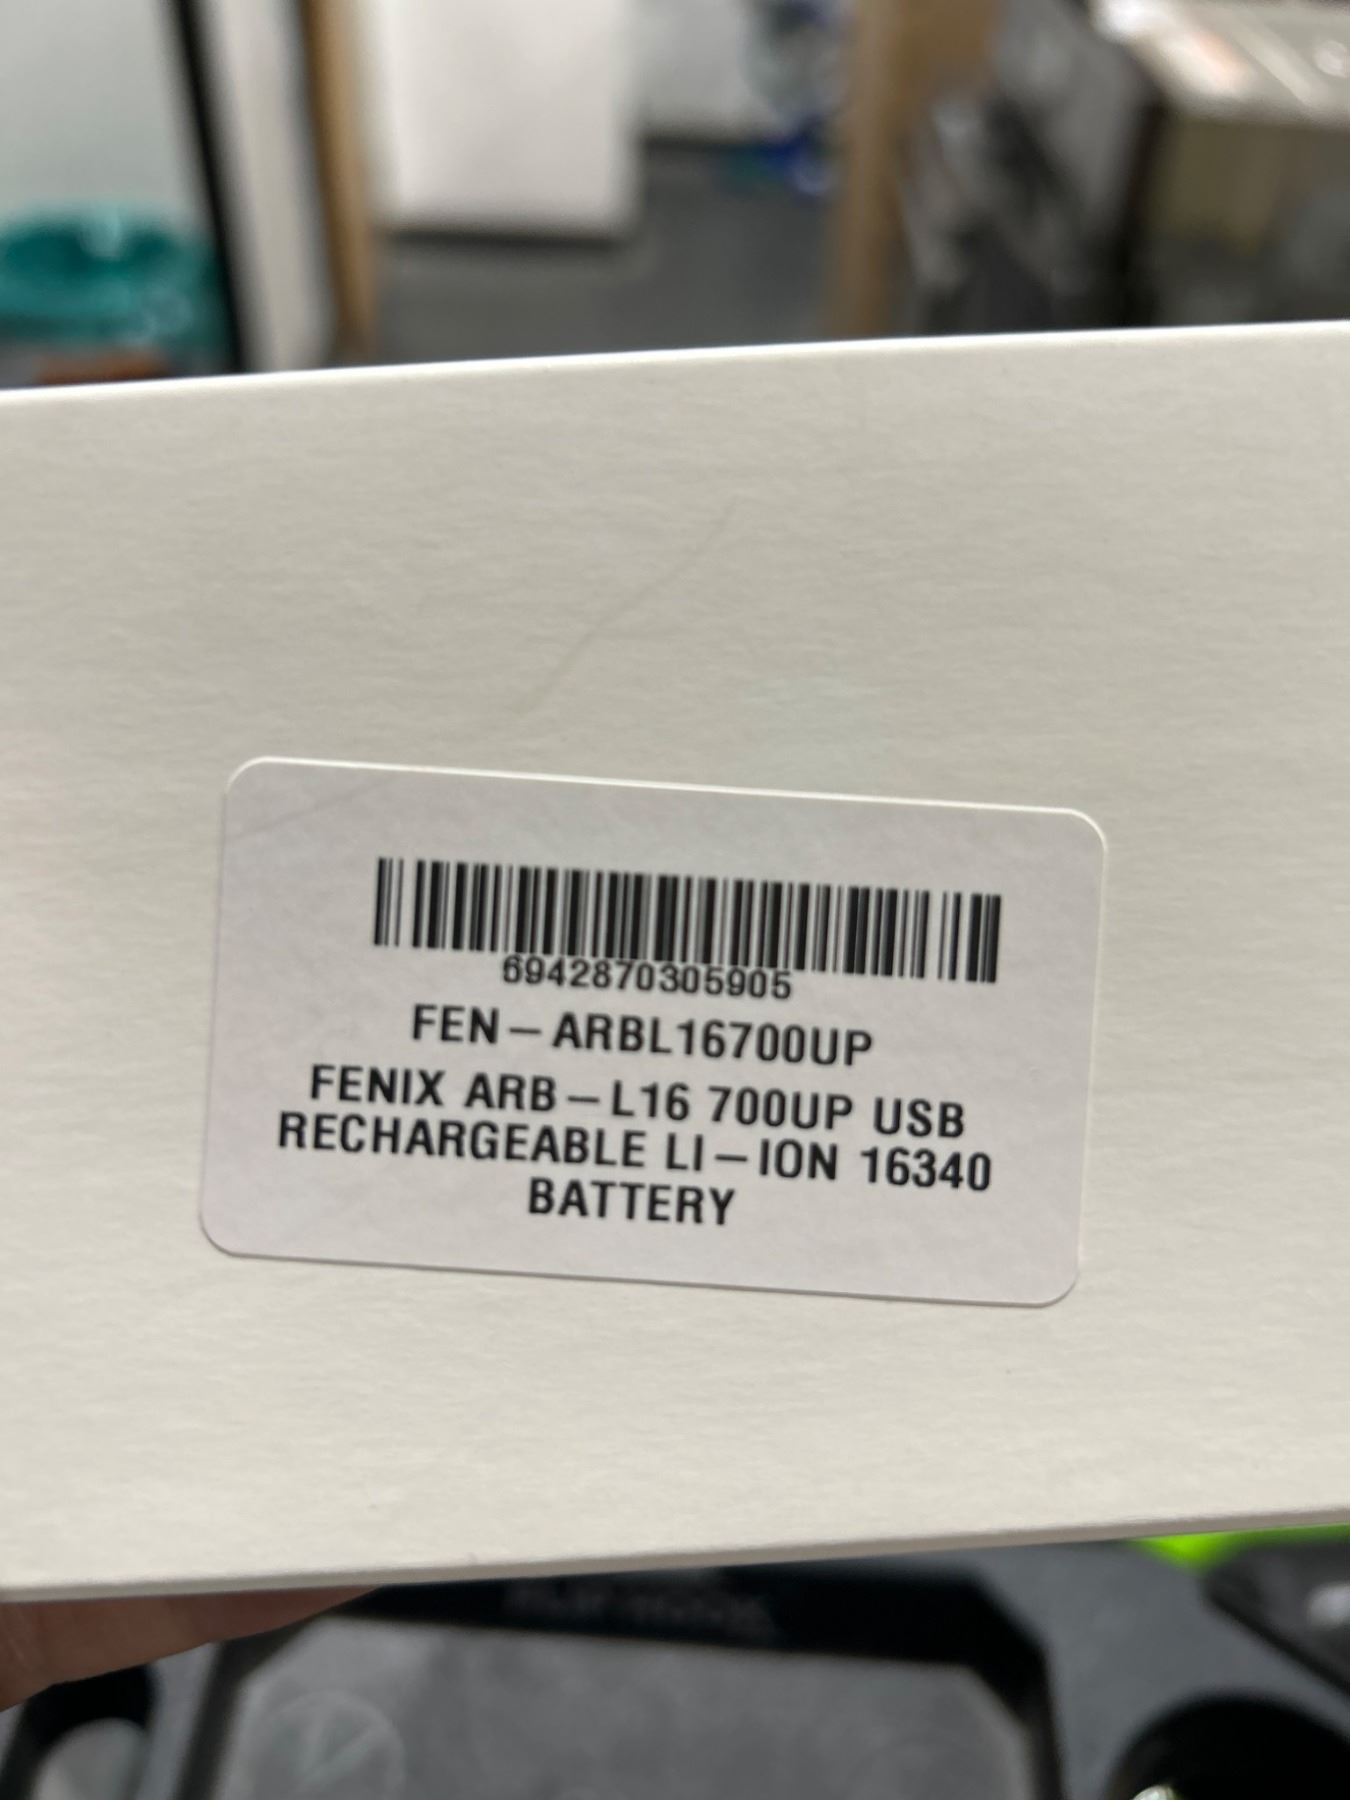 6942870305905
FEN-ARBL16700UP
FENIX ARB-L16 700UP USB
RECHARGEABLE LI-ION 16340
BATTERY